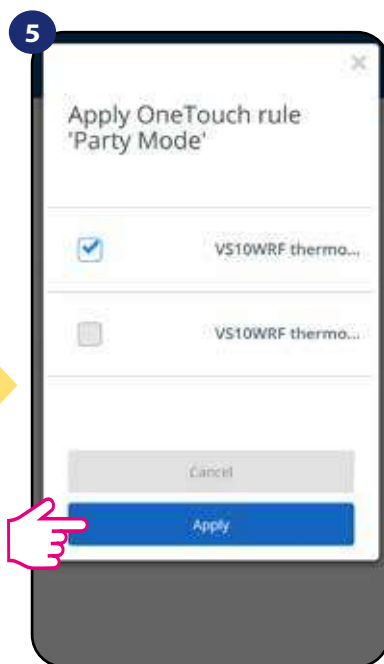 5
×
Apply OneTouch rule
'Party Mode'
VS10WRF thermo...
VS10WRF thermo...
Cancel
Apply